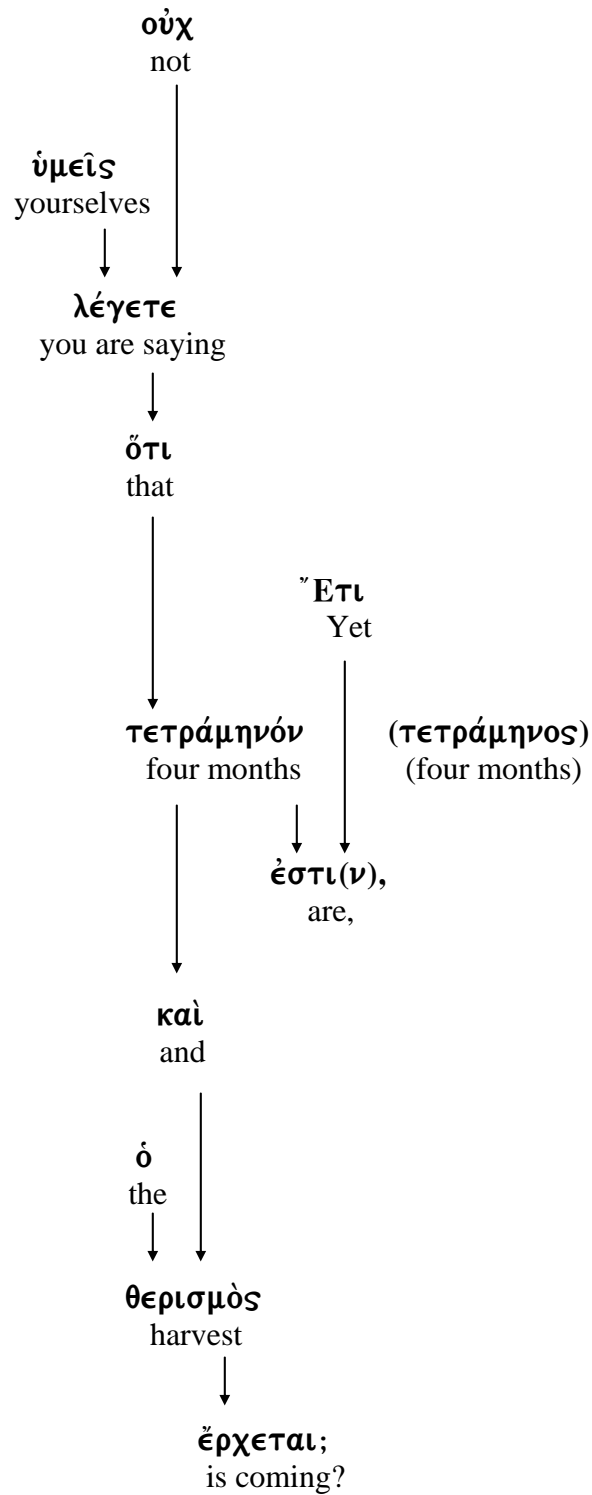 οὐχ
not
ὑμεῖς
yourselves
λέγετε
you are saying
ὅτι
that
Ἔτι
Yet
τετράμηνόν (τετράμηνος)
four months (four months)
ἐστι(ν),
are,
καὶ
and
ὁ
the
θερισμὸς
harvest
ἔρχεται;
is coming?